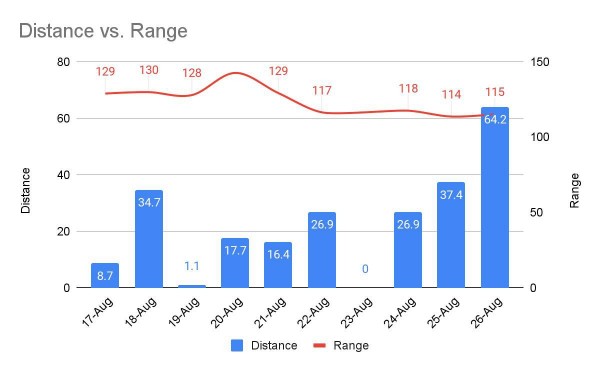 Distance vs. Range
80
60
40
20
0
150
100
50
0
Distance
Range
129
130
128
129
117
118
114
115
8.7
34.7
1.1
17.7
16.4
26.9
0
26.9
37.4
64.2
17-Aug
18-Aug
19-Aug
20-Aug
21-Aug
22-Aug
23-Aug
24-Aug
25-Aug
26-Aug
Distance
Range